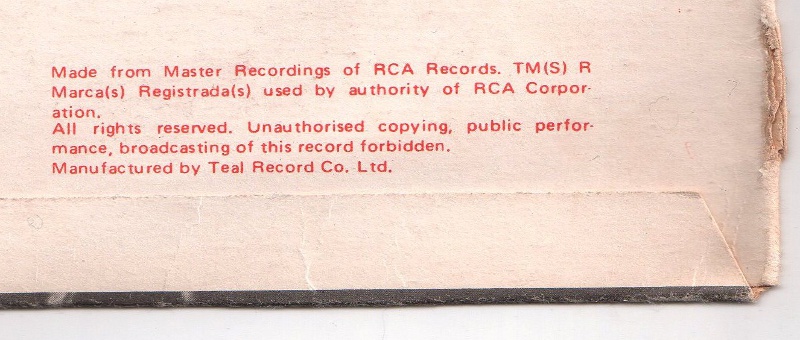 Made from Master Recordings of RCA Records. TM(S) R
Marca(s) Registrada(s) used by authority of RCA Corpor-
ation.
All rights reserved. Unauthorised copying, public perfor-
mance, broadcasting of this record forbidden.
Manufactured by Teal Record Co. Ltd.